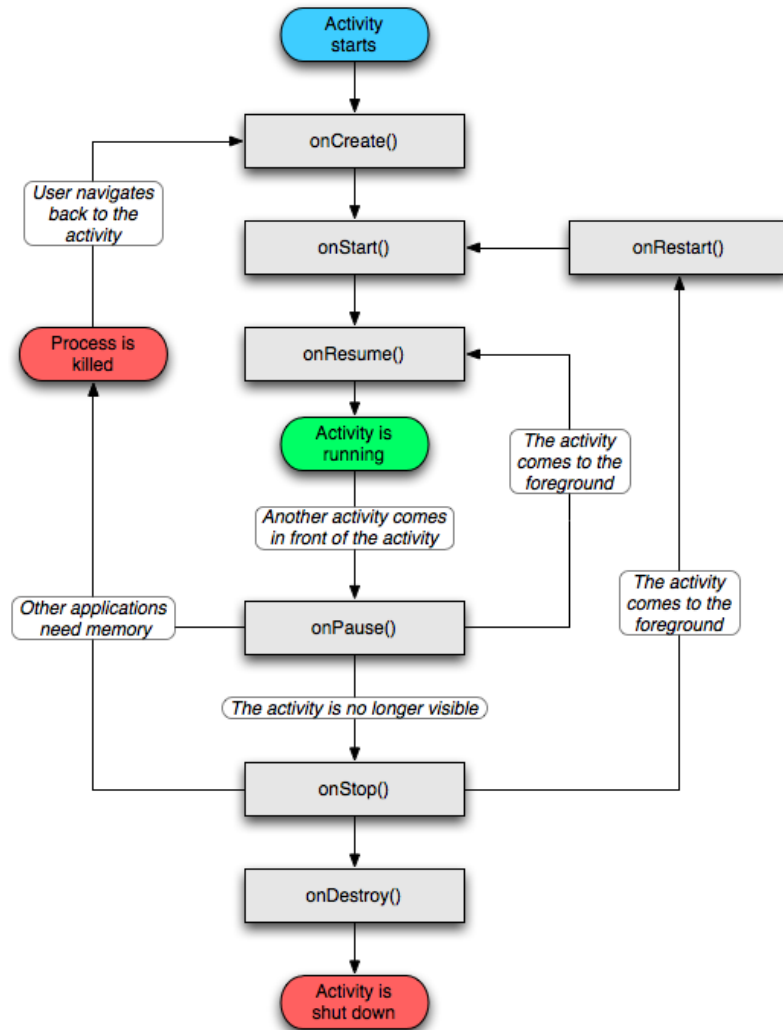 Activity
starts
onCreate()
User navigates
back to the
activity
onStart()
onRestart()
Process is
killed
onResume()
Activity is
running
The activity
comes to the
foreground
Another activity comes
in front of the activity
The activity
comes to the
foreground
Other applications
need memory
onPause()
The activity is no longer visible
onStop()
onDestroy()
Activity is
shut down